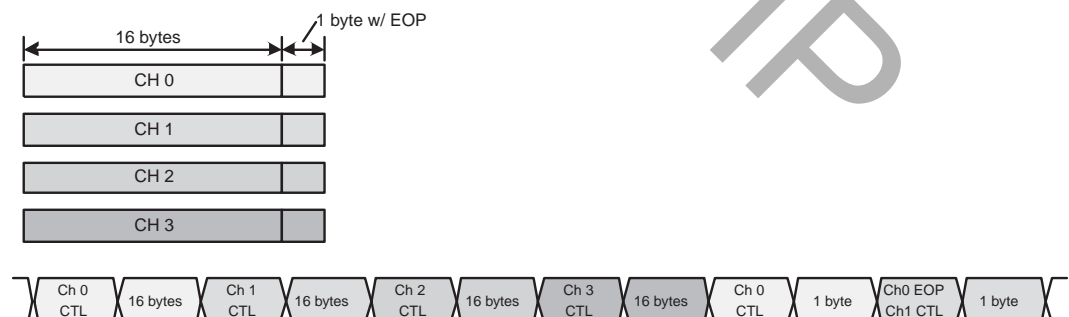 1 byte w/ EOP
16 bytes
CH 0
CH 1
CH 2
CH 3
Ch 0
CTL
16 bytes
Ch 1
CTL
16 bytes
Ch 2
CTL
16 bytes
Ch 3
CTL
16 bytes
Ch 0
CTL
1 byte
Ch0 EOP
Ch1 CTL
1 byte
IP